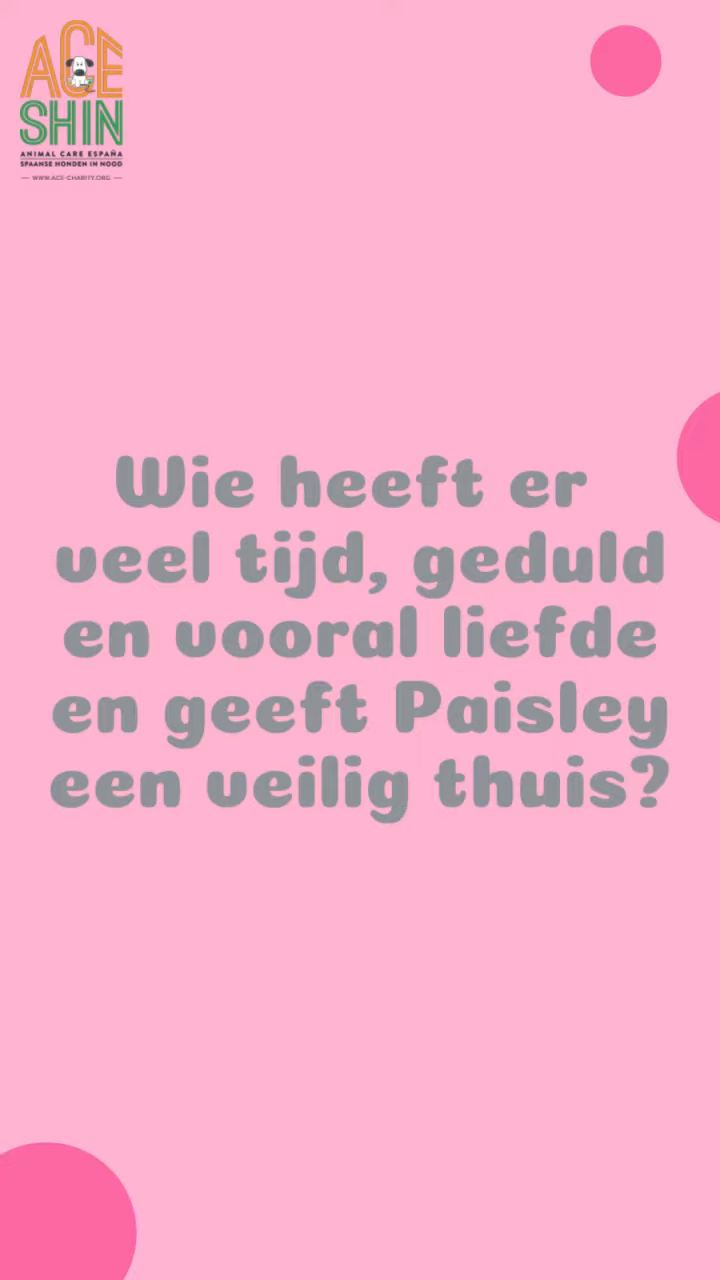 ACE
SHIN
ANIMAL CARE ESPAÑA
SPAANSE HONDEN IN NOOD
WWW.ACE-CHARITY.ORG
Wie heeft er
veel tijd, geduld
en vooral liefde
en geeft Paisley
een veilig thuis?